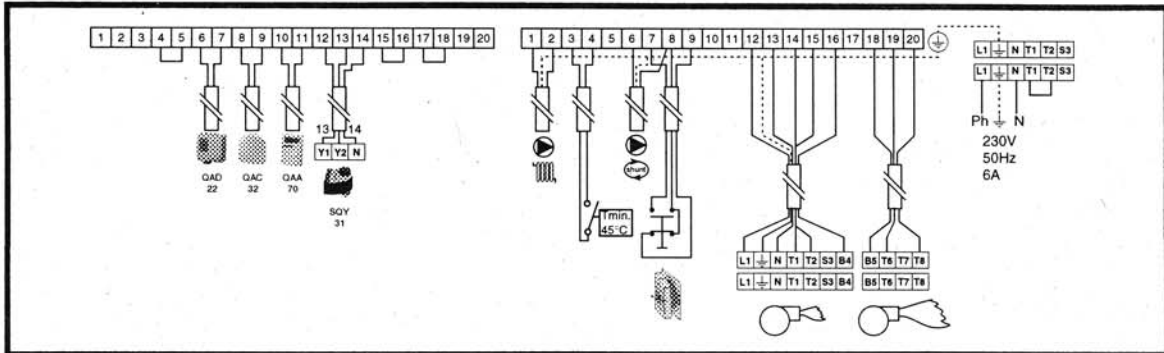 1 2 3 4 5 6 7 8 9 10 11 12 13 14 15 16 17 18 19 20
1 2 3 4 5 6 7 8 9 10 11 12 13 14 15 16 17 18 19 20
L1 N T1 T2 S3
L1 N T1 T2 S3
Ph N
230V
50Hz
6A
13 14
Y1 Y2 N
QAD
22
QAC
32
QAA
70
SQY
31
shunt
Tmin.
45°C
L1 N T1 T2 S3 B4
L1 N T1 T2 S3 B4
B5 T6 T7 T8
B5 T6 T7 T8